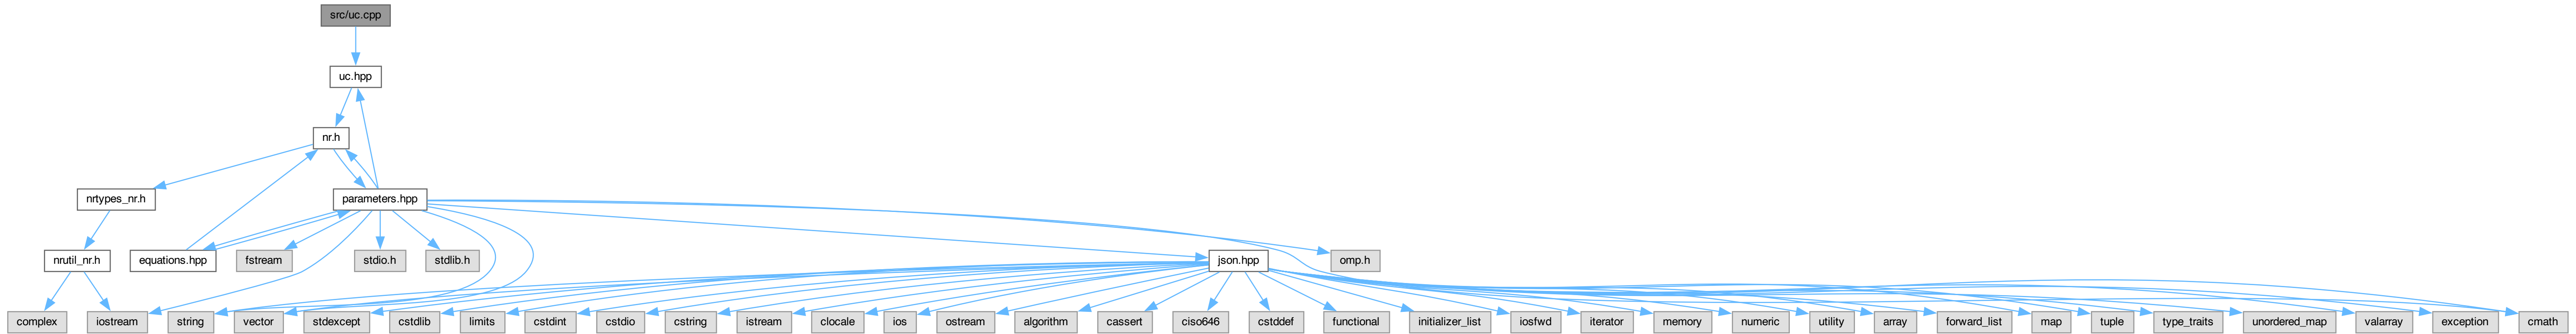 src/uc.cpp
uc.hpp
nr.h
nrtypes_nr.h
parameters.hpp
nrutil_nr.h
equations.hpp
fstream
stdio.h
stdlib.h
json.hpp
omp.h
complex
iostream
string
vector
stdexcept
cstdlib
limits
cstdint
cstdio
cstring
istream
clocale
ios
ostream
algorithm
cassert
ciso646
cstddef
functional
initializer_list
iosfwd
iterator
memory
numeric
utility
array
forward_list
map
tuple
type_traits
unordered_map
valarray
exception
cmath